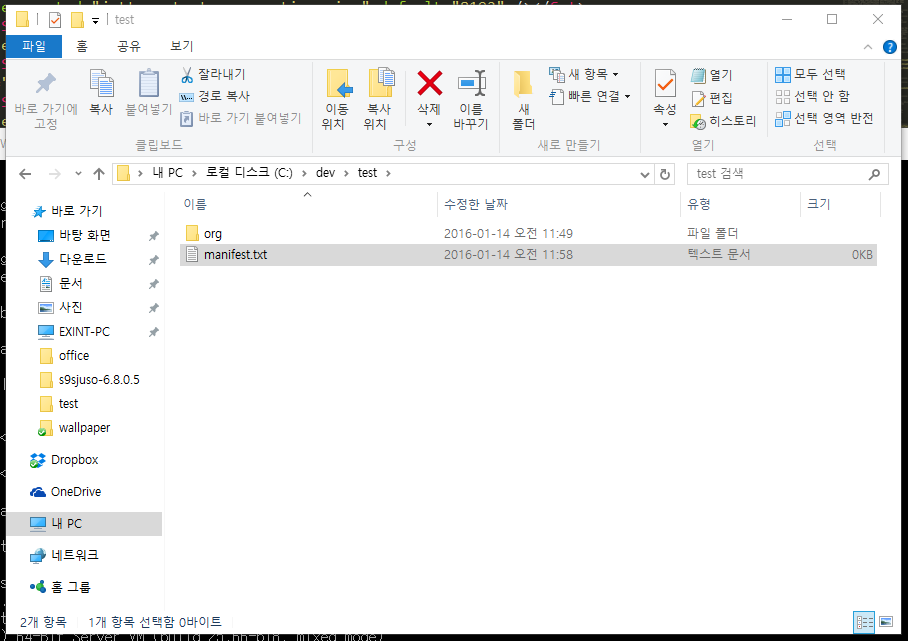 test
파일 홈 공유 보기
바로 가기에 고정
복사
붙여넣기
잘라내기
경로 복사
바로 가기 붙여넣기
클립보드
이동 위치
복사 위치
삭제
이름 바꾸기
구성
새 폴더
새 항목
빠른 연결
새로 만들기
속성
열기
편집
히스토리
열기
모두 선택
선택 안 함
선택 영역 반전
선택
내 PC 로컬 디스크 (C:) dev test
test 검색
이름 수정한 날짜 유형 크기
org 2016-01-14 오전 11:49 파일 폴더
manifest.txt 2016-01-14 오전 11:58 텍스트 문서 0KB
바로 가기
바탕 화면
다운로드
문서
사진
EXINT-PC
office
s9sjuso-6.8.0.5
test
wallpaper
Dropbox
OneDrive
내 PC
네트워크
홈 그룹
2개 항목 1개 항목 선택함 0바이트